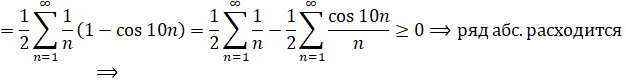 = 1/2 ∑_{n=1}^{∞} 1/n (1 − cos 10n) = 1/2 ∑_{n=1}^{∞} 1/n − 1/2 ∑_{n=1}^{∞} cos 10n / n ≥ 0 ⟹ ряд абс. расходится
⟹